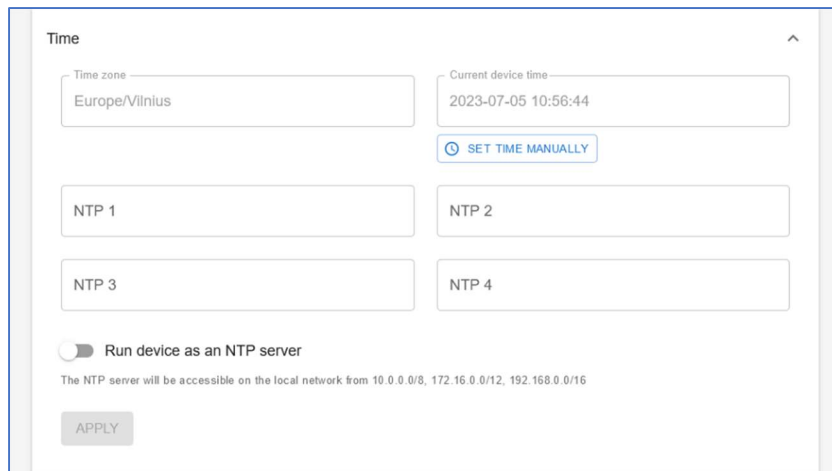 Time
Time zone
Europe/Vilnius
Current device time
2023-07-05 10:56:44
SET TIME MANUALLY
NTP 1
NTP 2
NTP 3
NTP 4
Run device as an NTP server
The NTP server will be accessible on the local network from 10.0.0.0/8, 172.16.0.0/12, 192.168.0.0/16
APPLY